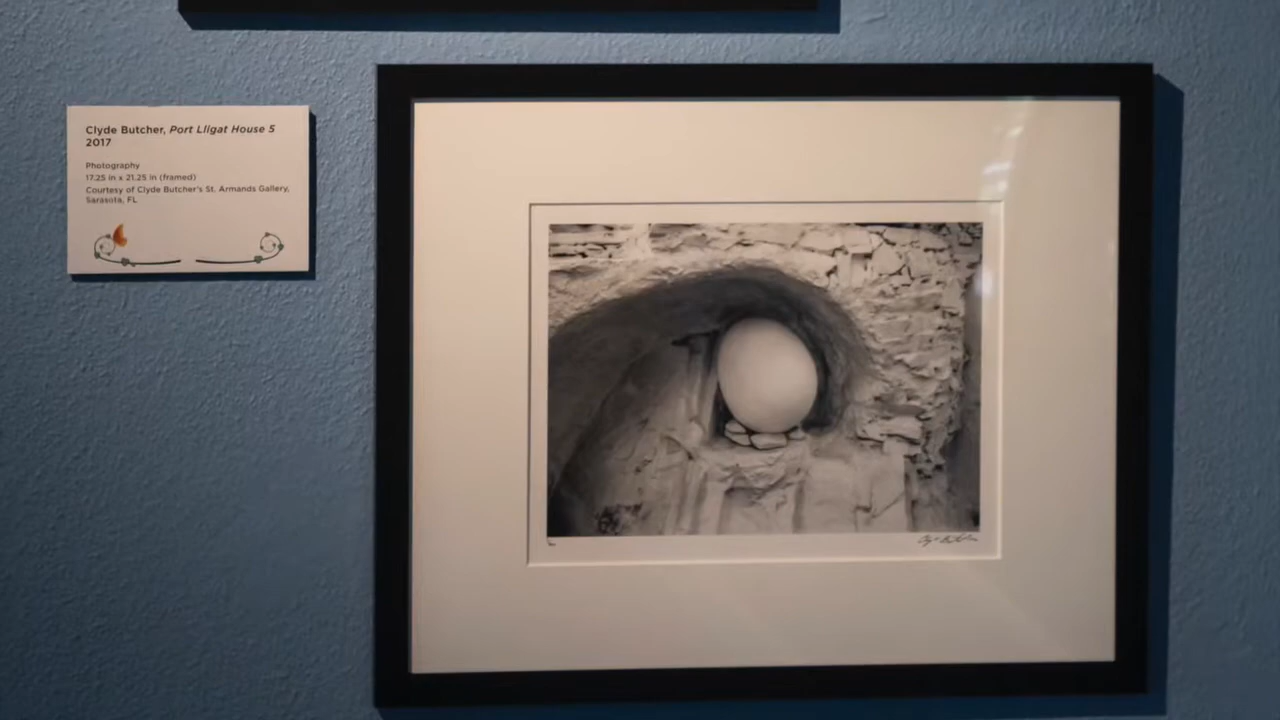 Clyde Butcher, Port Lligat House 5
2017
Photography
17.25 in x 21.25 in (framed)
Courtesy of Clyde Butcher's St. Armands Gallery,
Sarasota, FL